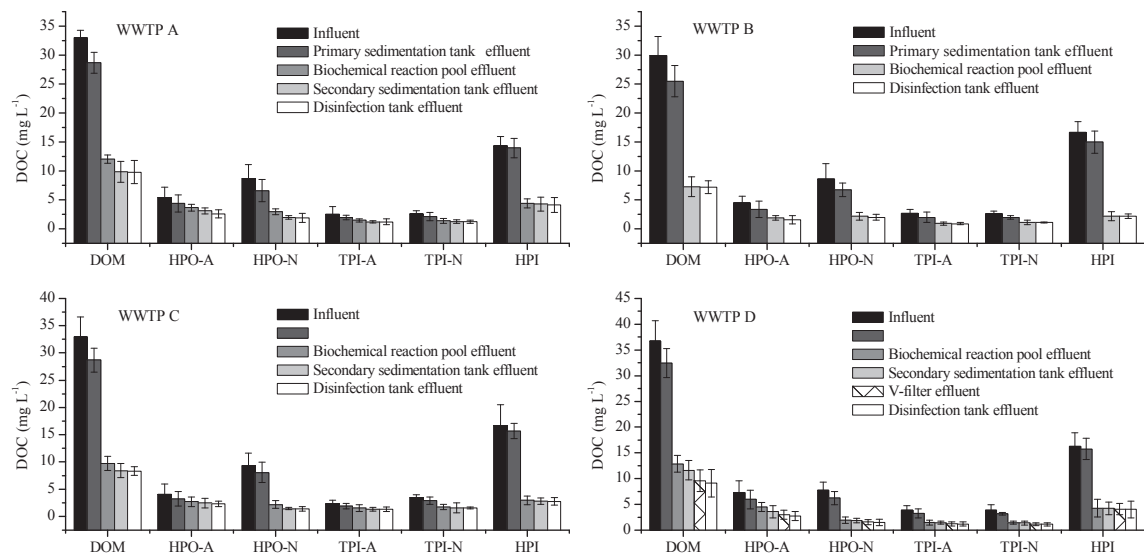 WWTP A
Influent
Primary sedimentation tank effluent
Biochemical reaction pool effluent
Secondary sedimentation tank effluent
Disinfection tank effluent
DOC (mg L⁻¹)
35
30
25
20
15
10
5
0
DOM HPO-A HPO-N TPI-A TPI-N HPI
WWTP B
Influent
Primary sedimentation tank effluent
Biochemical reaction pool effluent
Disinfection tank effluent
DOC (mg L⁻¹)
35
30
25
20
15
10
5
0
DOM HPO-A HPO-N TPI-A TPI-N HPI
WWTP C
Influent
Biochemical reaction pool effluent
Secondary sedimentation tank effluent
Disinfection tank effluent
DOC (mg L⁻¹)
40
35
30
25
20
15
10
5
0
DOM HPO-A HPO-N TPI-A TPI-N HPI
WWTP D
Influent
Biochemical reaction pool effluent
Secondary sedimentation tank effluent
V-filter effluent
Disinfection tank effluent
DOC (mg L⁻¹)
45
40
35
30
25
20
15
10
5
0
DOM HPO-A HPO-N TPI-A TPI-N HPI